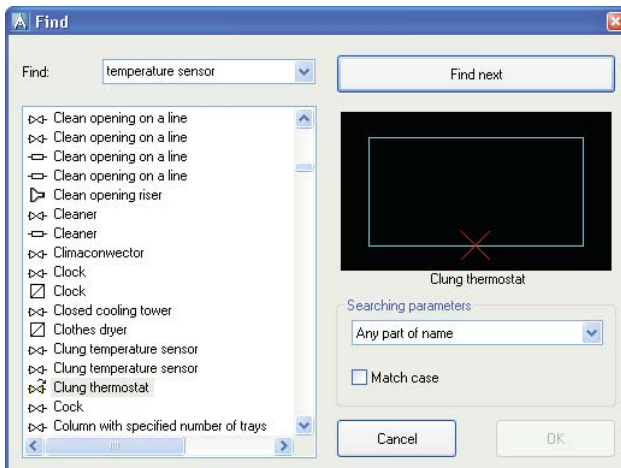 Find
Find:
temperature sensor
Find next
Clean opening on a line
Clean opening on a line
Clean opening on a line
Clean opening on a line
Clean opening riser
Cleaner
Cleaner
Climaconvector
Clock
Clock
Closed cooling tower
Clothes dryer
Clung temperature sensor
Clung temperature sensor
Clung thermostat
Cock
Column with specified number of trays
Clung thermostat
Searching parameters
Any part of name
Match case
Cancel
OK